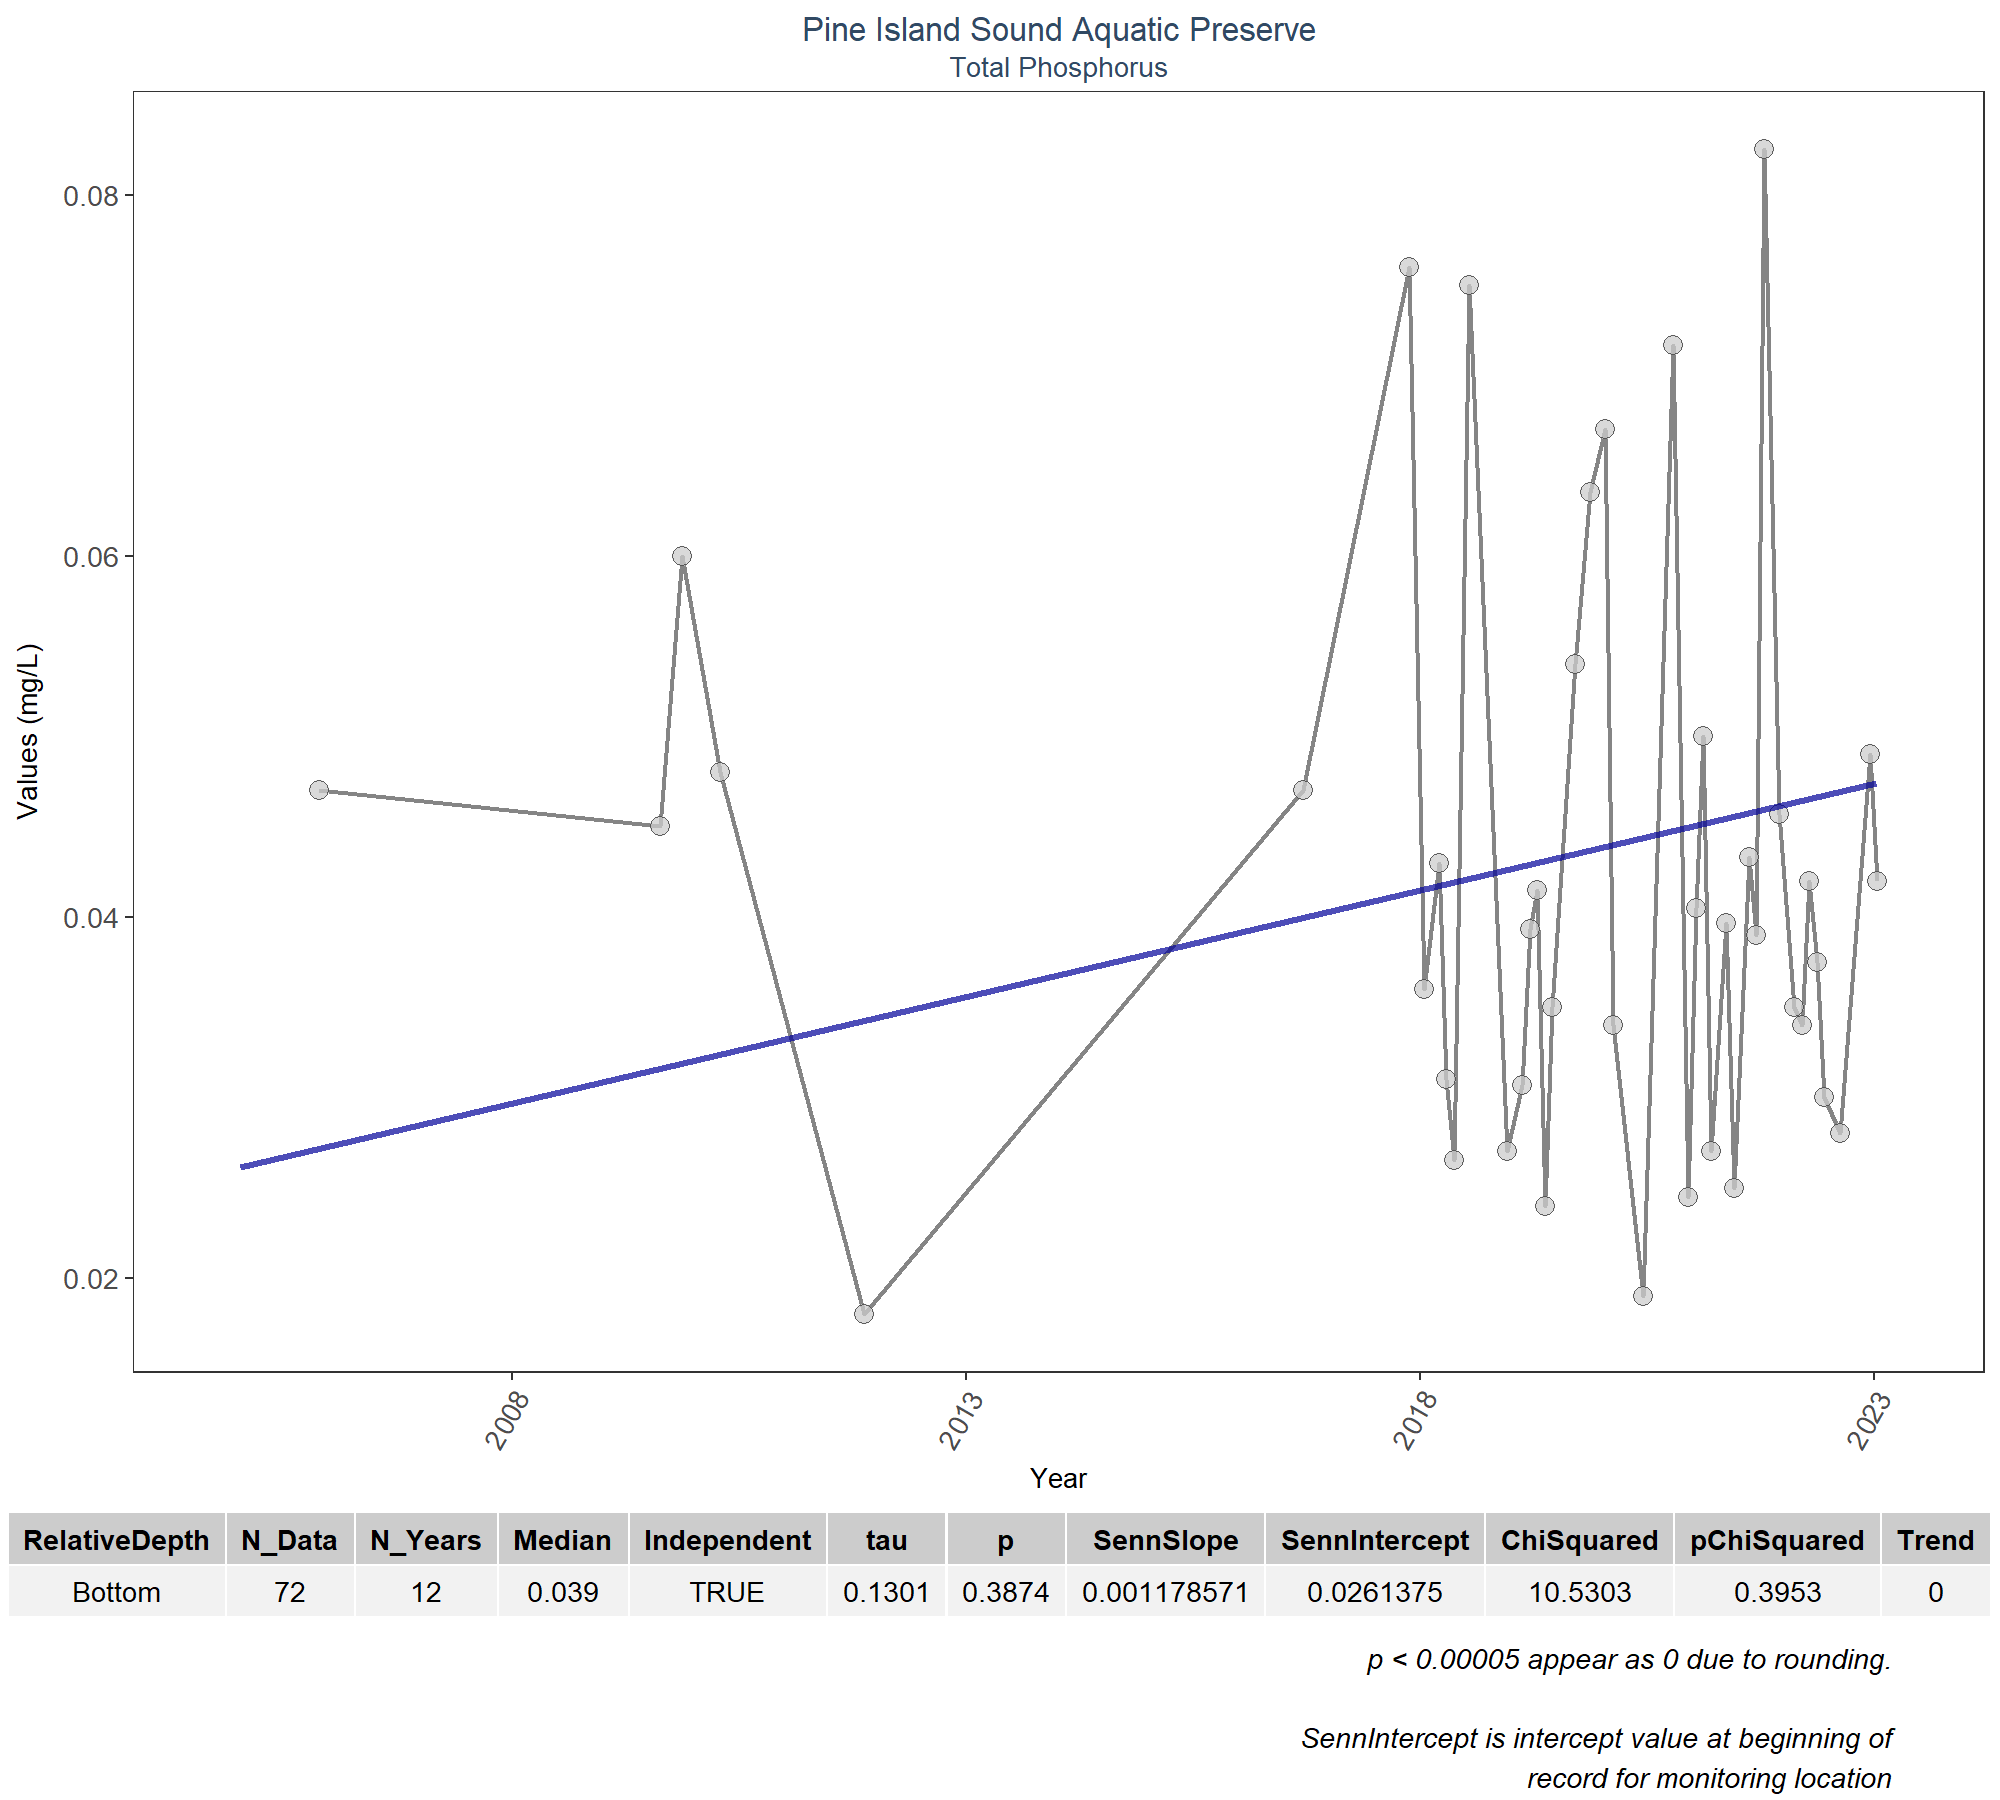 Pine Island Sound Aquatic Preserve
Total Phosphorus
0.08
0.06
0.04
0.02
Values (mg/L)
2008
2013
2018
2023
Year
RelativeDepth N_Data N_Years Median Independent tau p SennSlope SennIntercept ChiSquared pChiSquared Trend
Bottom 72 12 0.039 TRUE 0.1301 0.3874 0.001178571 0.0261375 10.5303 0.3953 0
p < 0.00005 appear as 0 due to rounding.
SennIntercept is intercept value at beginning of
record for monitoring location